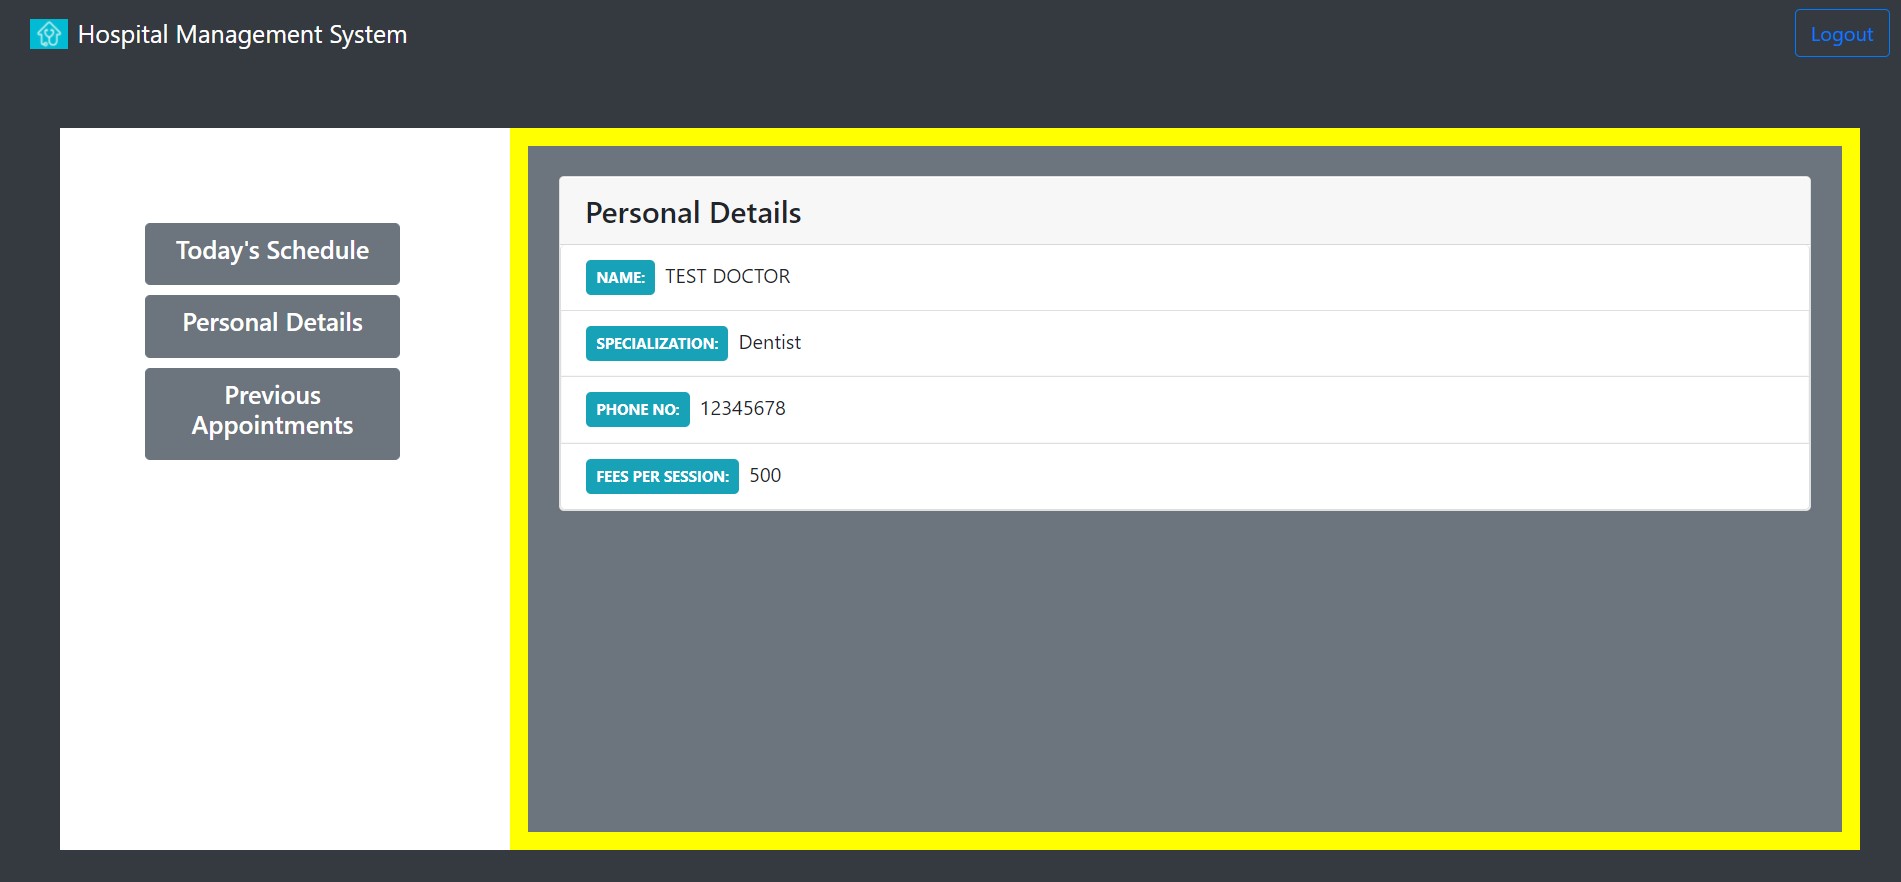 Hospital Management System
Logout
Today's Schedule
Personal Details
Previous
Appointments
Personal Details
NAME: TEST DOCTOR
SPECIALIZATION: Dentist
PHONE NO: 12345678
FEES PER SESSION: 500